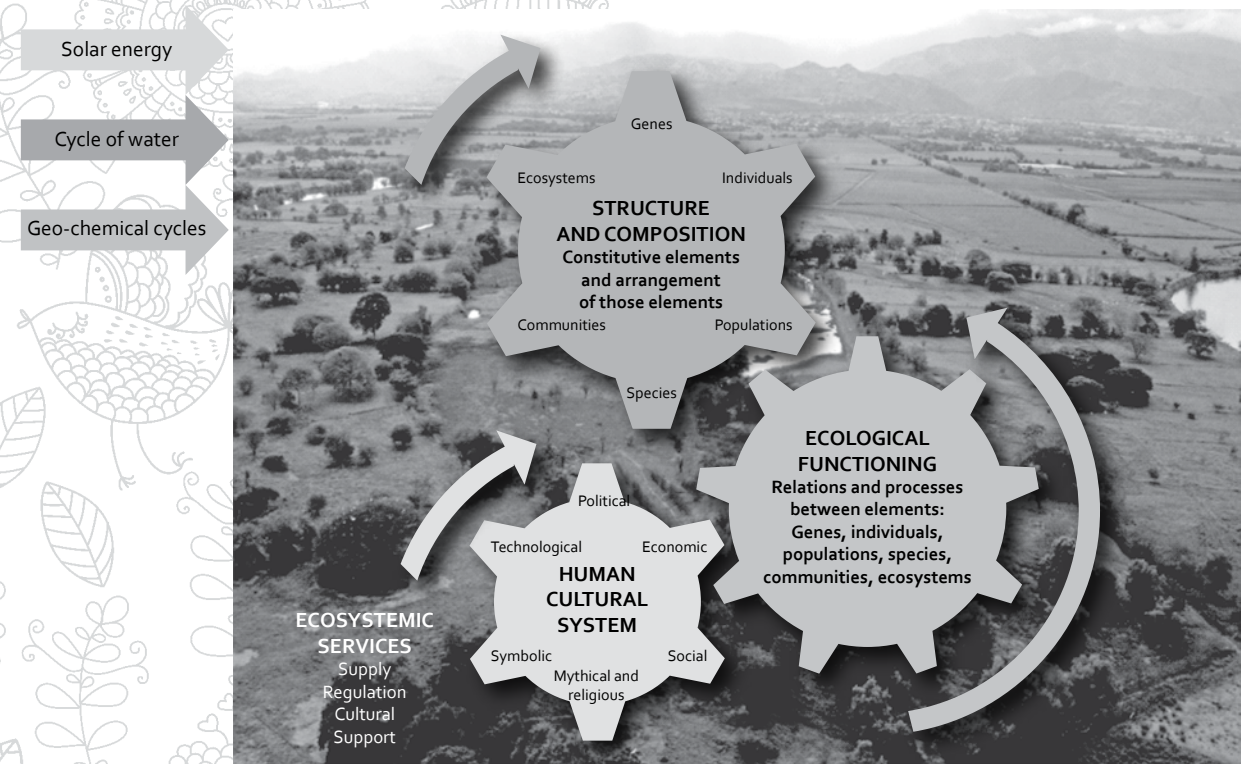 Solar energy
Cycle of water
Geo-chemical cycles
Genes
Ecosystems
Individuals
STRUCTURE
AND COMPOSITION
Constitutive elements
and arrangement
of those elements
Communities
Populations
Species
ECOLOGICAL
FUNCTIONING
Relations and processes
between elements:
Genes, individuals,
populations, species,
communities, ecosystems
Political
Technological
Economic
HUMAN
CULTURAL
SYSTEM
Symbolic
Social
Mythical and
religious
ECOSYSTEMIC
SERVICES
Supply
Regulation
Cultural
Support